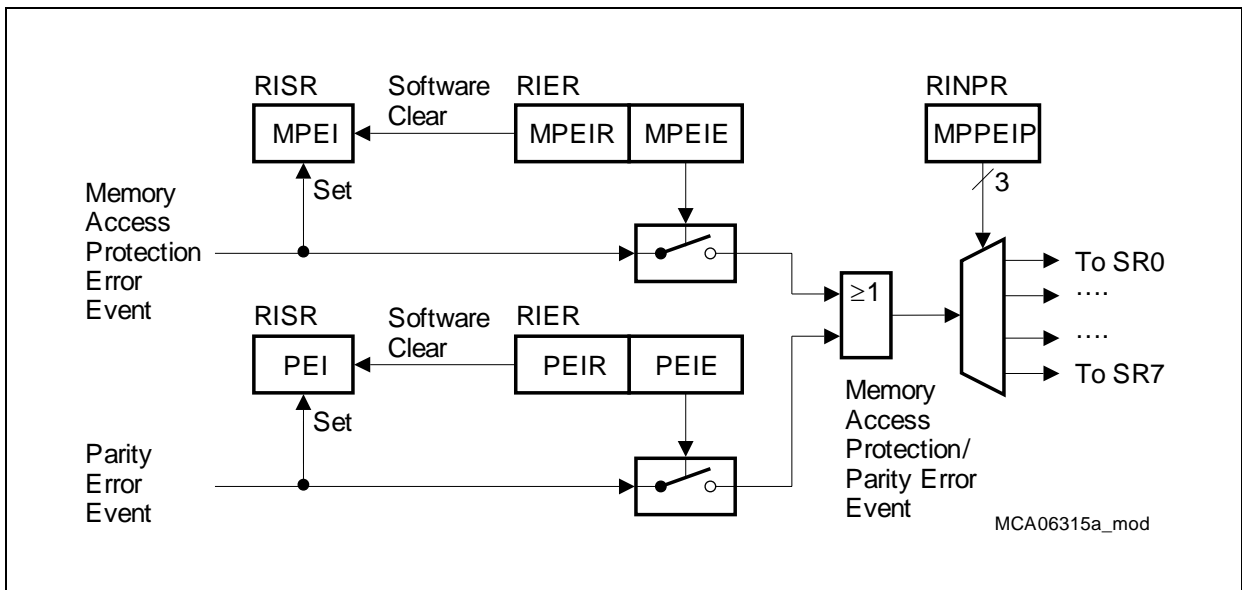 RISR
Software
Clear
RIER
RINPR
MPEI
MPEIR
MPEIE
MPPEIP
Set
3
Memory
Access
Protection
Error
Event
To SR0
....
....
To SR7
≥1
RISR
Software
Clear
RIER
PEI
PEIR
PEIE
Set
Parity
Error
Event
Memory
Access
Protection/
Parity Error
Event
MCA06315a_mod